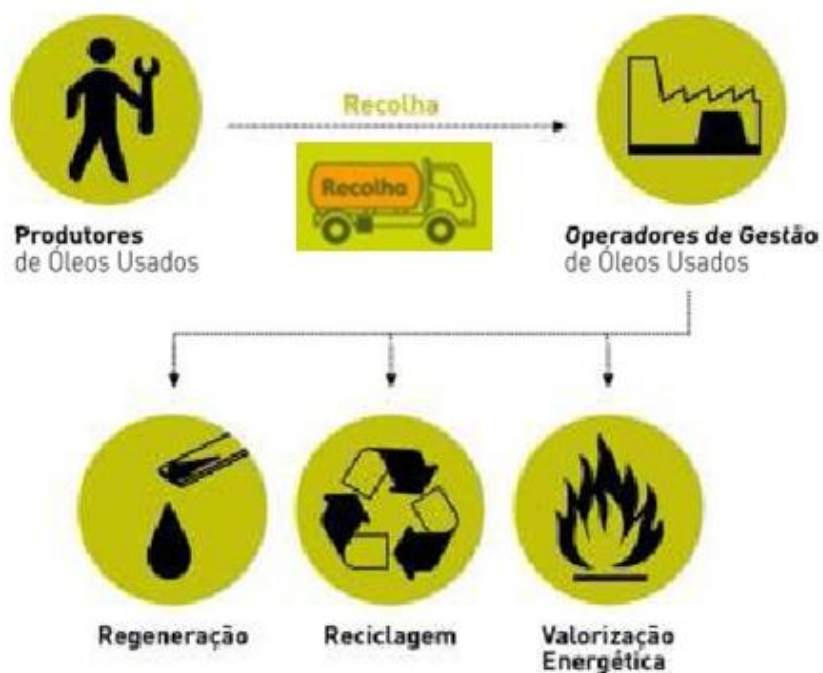 Recolha
Recolha
Produtores
de Óleos Usados
Operadores de Gestão
de Óleos Usados
Regeneração
Reciclagem
Valorização
Energética